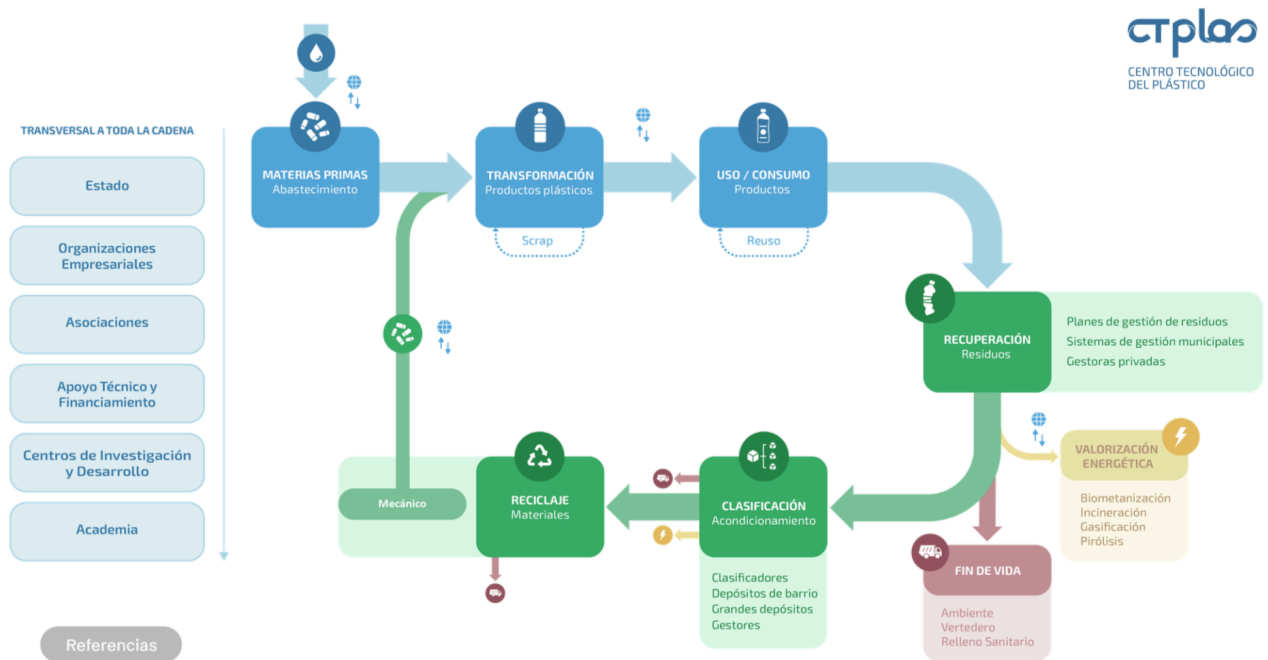 ctplas
CENTRO TECNOLÓGICO
DEL PLÁSTICO
TRANSVERSAL A TODA LA CADENA
Estado
Organizaciones
Empresariales
Asociaciones
Apoyo Técnico y
Financiamiento
Centros de Investigación
y Desarrollo
Academia
Referencias
MATERIAS PRIMAS
Abastecimiento
TRANSFORMACIÓN
Productos plásticos
Scrap
USO / CONSUMO
Productos
Reuso
RECUPERACIÓN
Residuos
Planes de gestión de residuos
Sistemas de gestión municipales
Gestoras privadas
VALORIZACIÓN
ENERGÉTICA
Biometanización
Incineración
Gasificación
Pirólisis
FIN DE VIDA
Ambiente
Vertedero
Relleno Sanitario
CLASIFICACIÓN
Acondicionamiento
Clasificadores
Depósitos de barrio
Grandes depósitos
Gestores
RECICLAJE
Materiales
Mecánico